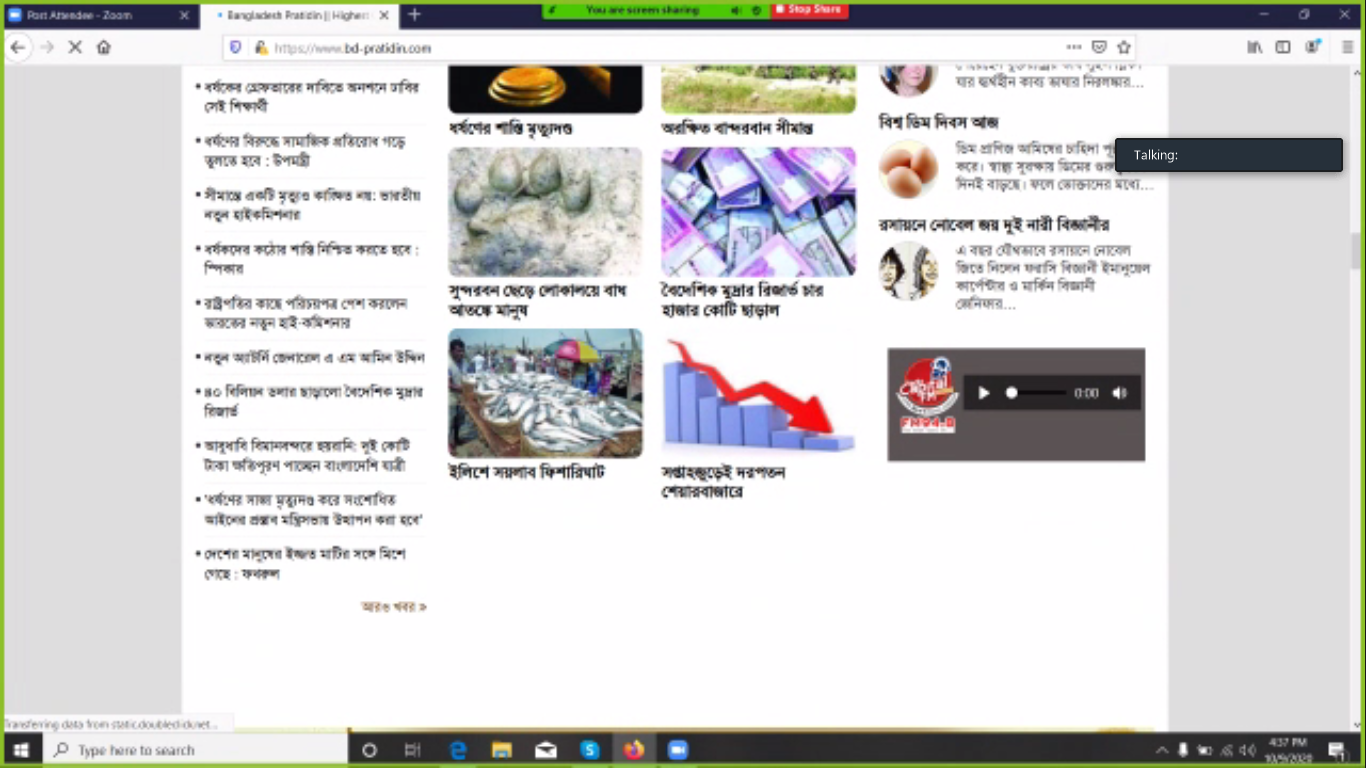 Post Attendee - Zoom
Bangladesh Pratidin || Highest
You are screen sharing
Stop Share
https://www.bd-pratidin.com
ধর্ষকের গ্রেফতারের দাবিতে অনশনে ঢাবির
সেই শিক্ষার্থী
ধর্ষণের বিরুদ্ধে সামাজিক প্রতিরোধ গড়ে
তুলতে হবে : উপমন্ত্রী
সীমান্তে একটি মৃত্যুও কাঙ্ক্ষিত নয়: ভারতীয়
নতুন হাইকমিশনার
ধর্ষকদের কঠোর শাস্তি নিশ্চিত করতে হবে :
স্পিকার
রাষ্ট্রপতির কাছে পরিচয়পত্র পেশ করলেন
ভারতের নতুন হাই-কমিশনার
নতুন অ্যাটর্নি জেনারেল এ এম আমিন উদ্দিন
৪০ বিলিয়ন ডলার ছাড়ালো বৈদেশিক মুদ্রার
রিজার্ভ
আবুধাবি বিমানবন্দরে হয়রানি: দুই কোটি
টাকা ক্ষতিপূরণ পাচ্ছেন বাংলাদেশি যাত্রী
'ধর্ষণের সাজা মৃত্যুদণ্ড করে সংশোধিত
আইনের প্রস্তাব মন্ত্রিসভায় উত্থাপন করা হবে'
দেশের মানুষের ইজ্জত মাটির সঙ্গে মিশে
গেছে : ফখরুল
আরও খবর »
ধর্ষণের শাস্তি মৃত্যুদণ্ড
অরক্ষিত বান্দরবান সীমান্ত
সুন্দরবন ছেড়ে লোকালয়ে বাঘ
আতঙ্কে মানুষ
বৈদেশিক মুদ্রার রিজার্ভ চার
হাজার কোটি ছাড়াল
ইলিশে সয়লাব ফিশারিঘাট
সপ্তাহজুড়েই দরপতন
শেয়ারবাজারে
যার দ্ব্যর্থহীন কাব্য ভাষার নিরলঙ্কার...
বিশ্ব ডিম দিবস আজ
ডিম প্রাণিজ আমিষের চাহিদা পূ
করে। স্বাস্থ্য সুরক্ষায় ডিমের গুরু
দিনই বাড়ছে। ফলে ভোক্তাদের মধ্যে...
রসায়নে নোবেল জয় দুই নারী বিজ্ঞানীর
এ বছর যৌথভাবে রসায়নে নোবেল
জিতে নিলেন ফরাসি বিজ্ঞানী ইমানুয়েল
কার্পেন্টার ও মার্কিন বিজ্ঞানী
জেনিফার...
Talking:
Capital
FM
FM94.8
0:00
Transferring data from static.doubleclick.net...
Type here to search
4:37 PM
10/9/2020